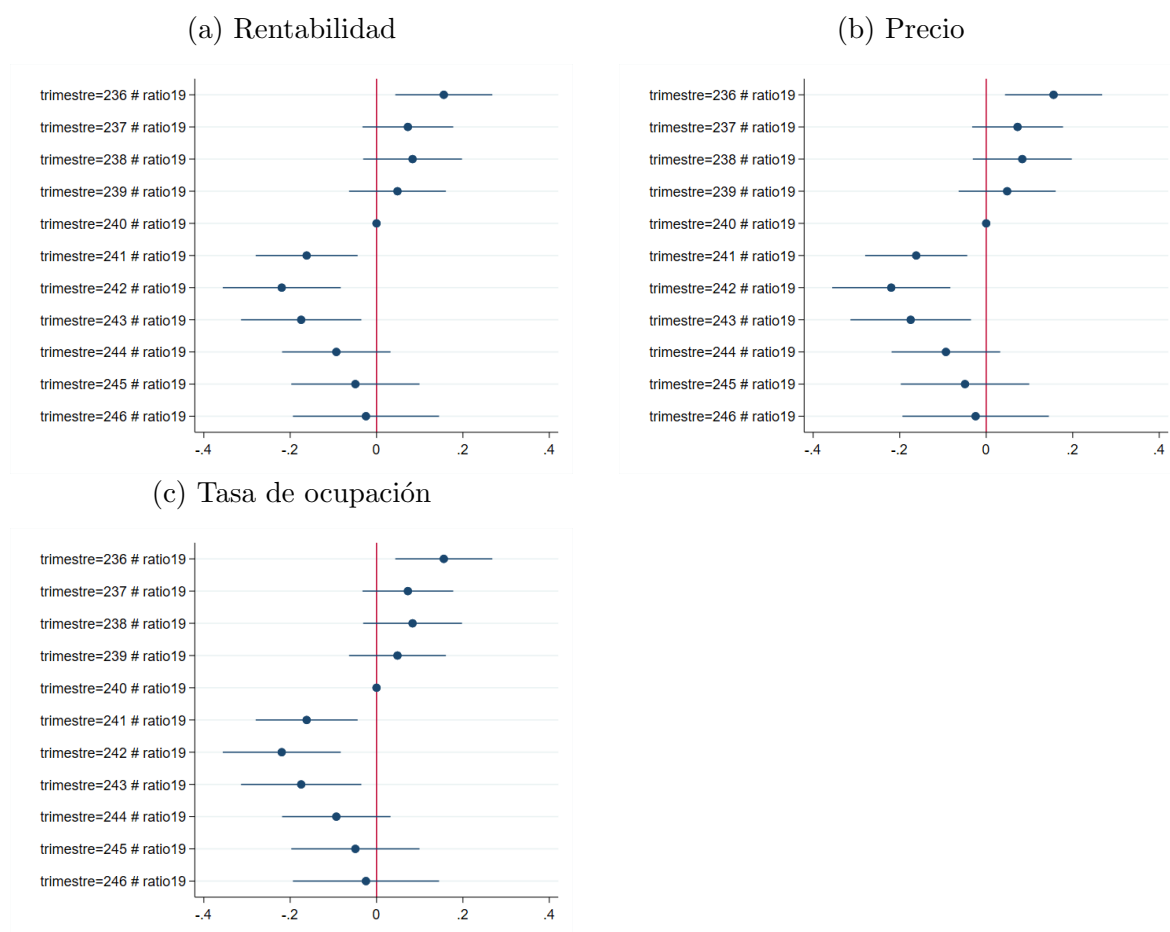 (a) Rentabilidad
trimestre=236 # ratio19
trimestre=237 # ratio19
trimestre=238 # ratio19
trimestre=239 # ratio19
trimestre=240 # ratio19
trimestre=241 # ratio19
trimestre=242 # ratio19
trimestre=243 # ratio19
trimestre=244 # ratio19
trimestre=245 # ratio19
trimestre=246 # ratio19
-.4 -.2 0 .2 .4
(b) Precio
trimestre=236 # ratio19
trimestre=237 # ratio19
trimestre=238 # ratio19
trimestre=239 # ratio19
trimestre=240 # ratio19
trimestre=241 # ratio19
trimestre=242 # ratio19
trimestre=243 # ratio19
trimestre=244 # ratio19
trimestre=245 # ratio19
trimestre=246 # ratio19
-.4 -.2 0 .2 .4
(c) Tasa de ocupación
trimestre=236 # ratio19
trimestre=237 # ratio19
trimestre=238 # ratio19
trimestre=239 # ratio19
trimestre=240 # ratio19
trimestre=241 # ratio19
trimestre=242 # ratio19
trimestre=243 # ratio19
trimestre=244 # ratio19
trimestre=245 # ratio19
trimestre=246 # ratio19
-.4 -.2 0 .2 .4